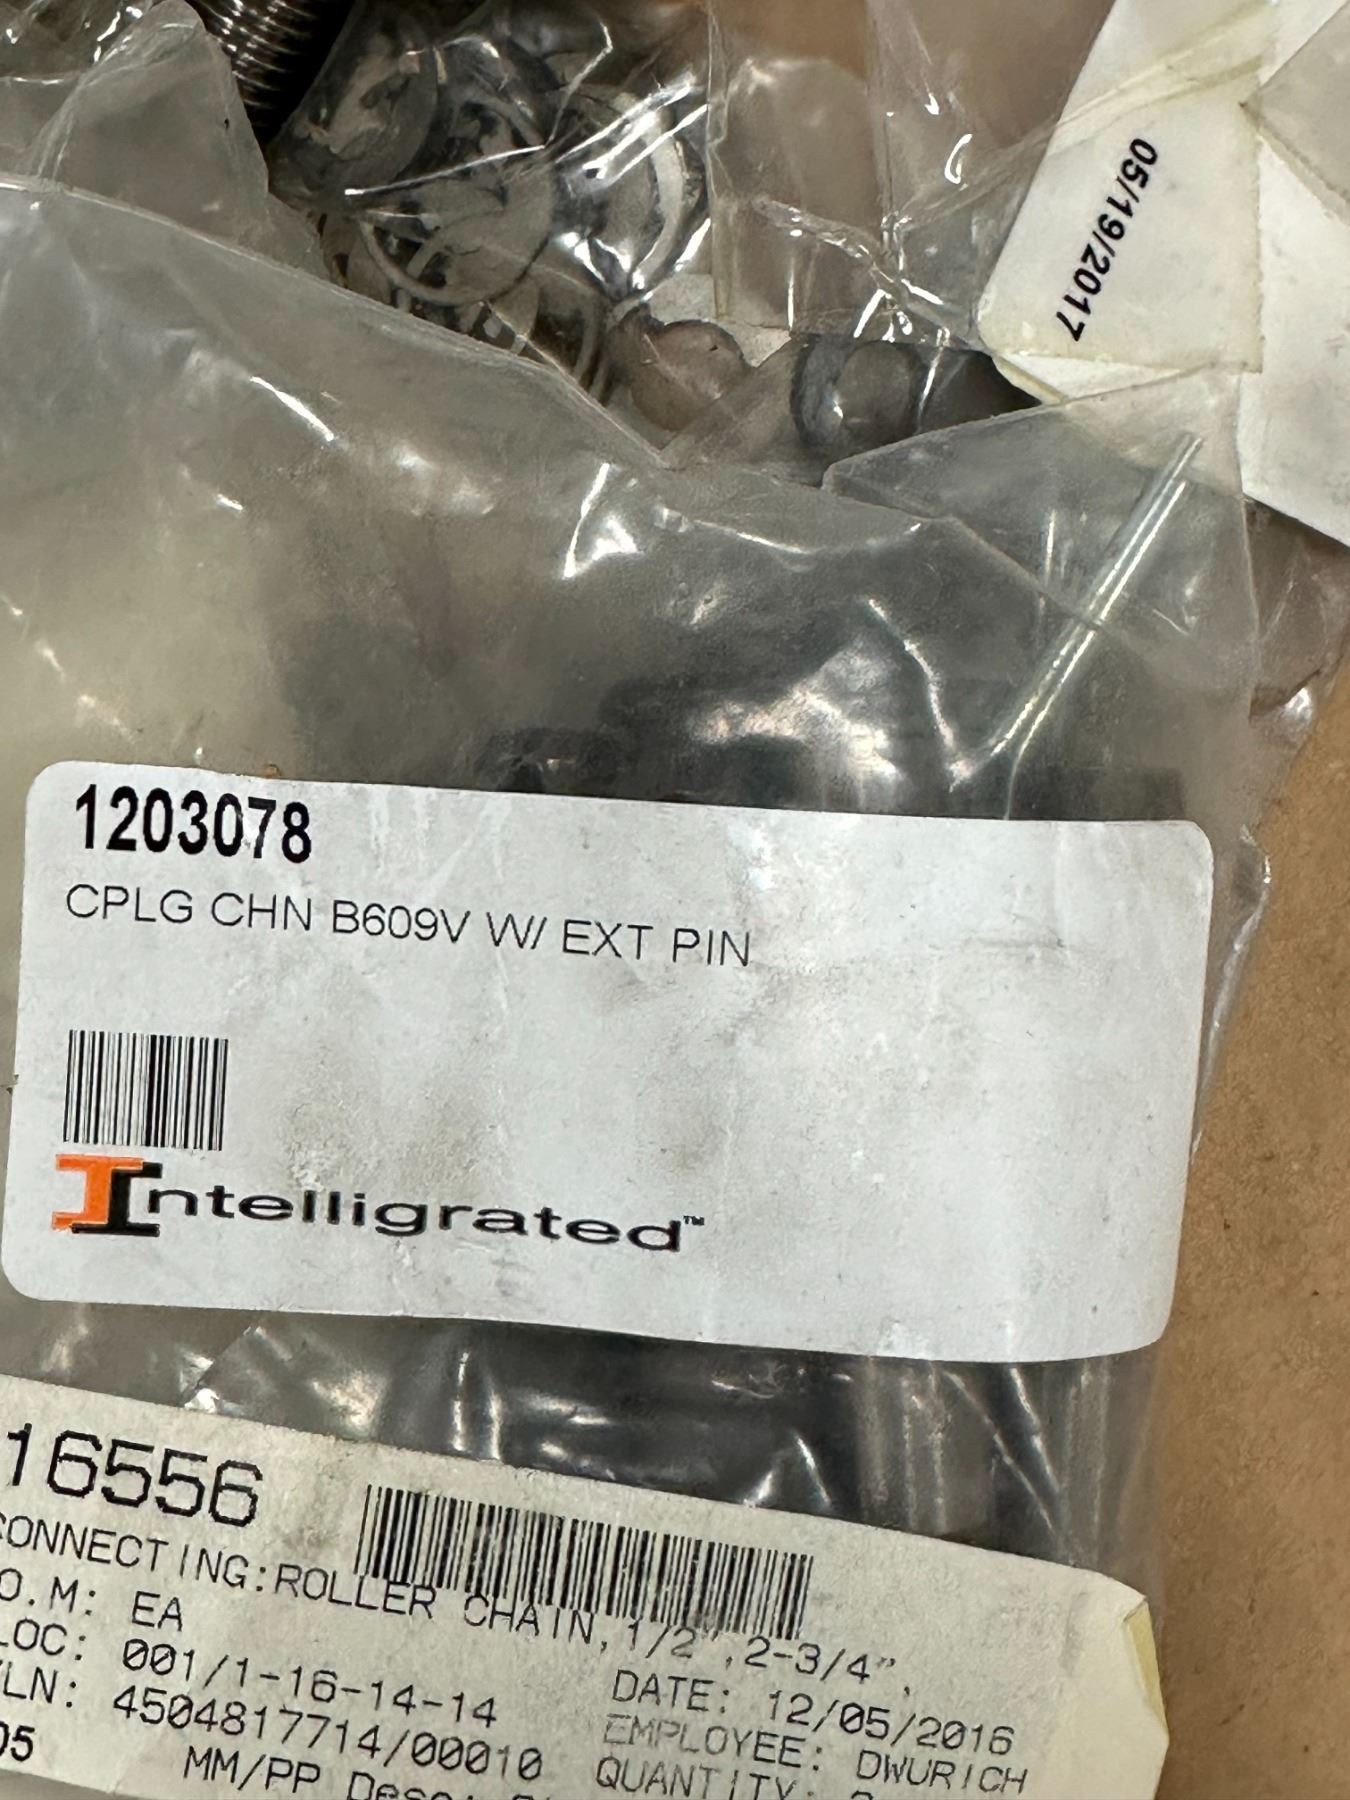 05/19/2017
1203078
CPLG CHN B609V W/ EXT PIN
Intelligrated™
16556
CONNECTING:ROLLER CHAIN, 1/2", 2-3/4",
O.M: EA
LOC: 001/1-16-14-14
DATE: 12/05/2016
LN: 4504817714/00010
EMPLOYEE: DWURICH
05
MM/PP Desc:
QUANTITY: